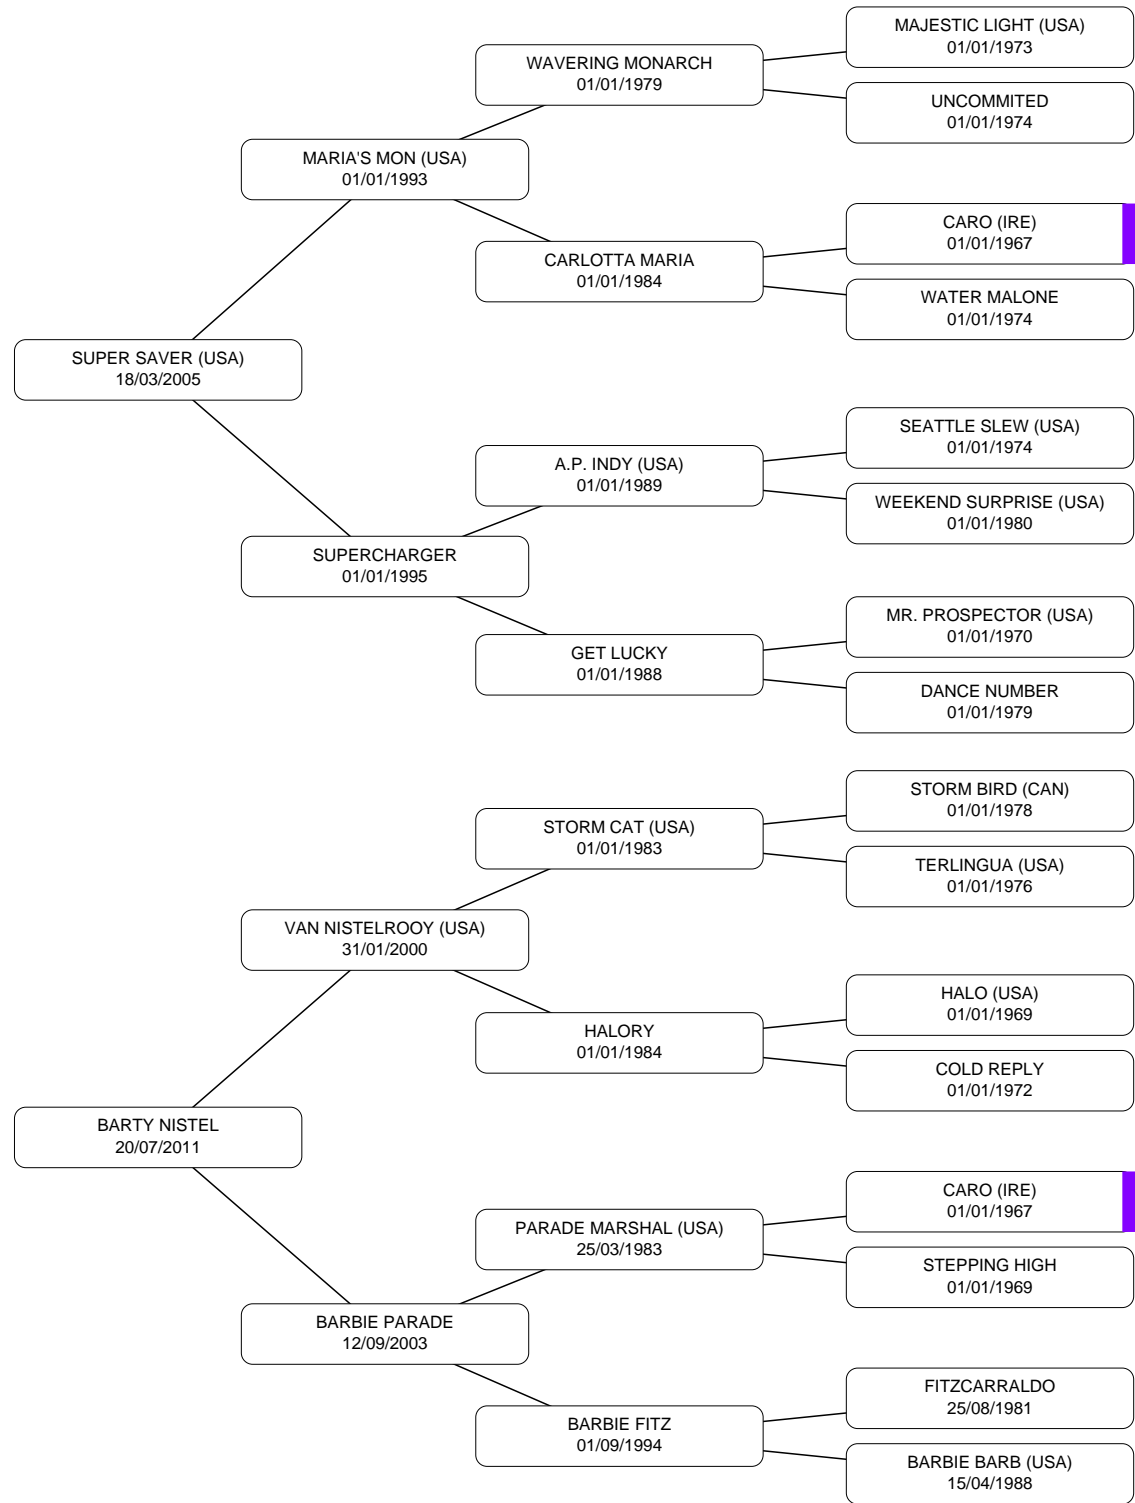 MAJESTIC LIGHT (USA)
01/01/1973
WAVERING MONARCH
01/01/1979
UNCOMMITED
01/01/1974
MARIA'S MON (USA)
01/01/1993
CARO (IRE)
01/01/1967
CARLOTTA MARIA
01/01/1984
WATER MALONE
01/01/1974
SUPER SAVER (USA)
18/03/2005
SEATTLE SLEW (USA)
01/01/1974
A.P. INDY (USA)
01/01/1989
WEEKEND SURPRISE (USA)
01/01/1980
SUPERCHARGER
01/01/1995
MR. PROSPECTOR (USA)
01/01/1970
GET LUCKY
01/01/1988
DANCE NUMBER
01/01/1979
STORM BIRD (CAN)
01/01/1978
STORM CAT (USA)
01/01/1983
TERLINGUA (USA)
01/01/1976
VAN NISTELROOY (USA)
31/01/2000
HALO (USA)
01/01/1969
HALORY
01/01/1984
COLD REPLY
01/01/1972
BARTY NISTEL
20/07/2011
CARO (IRE)
01/01/1967
PARADE MARSHAL (USA)
25/03/1983
STEPPING HIGH
01/01/1969
BARBIE PARADE
12/09/2003
FITZCARRALDO
25/08/1981
BARBIE FITZ
01/09/1994
BARBIE BARB (USA)
15/04/1988